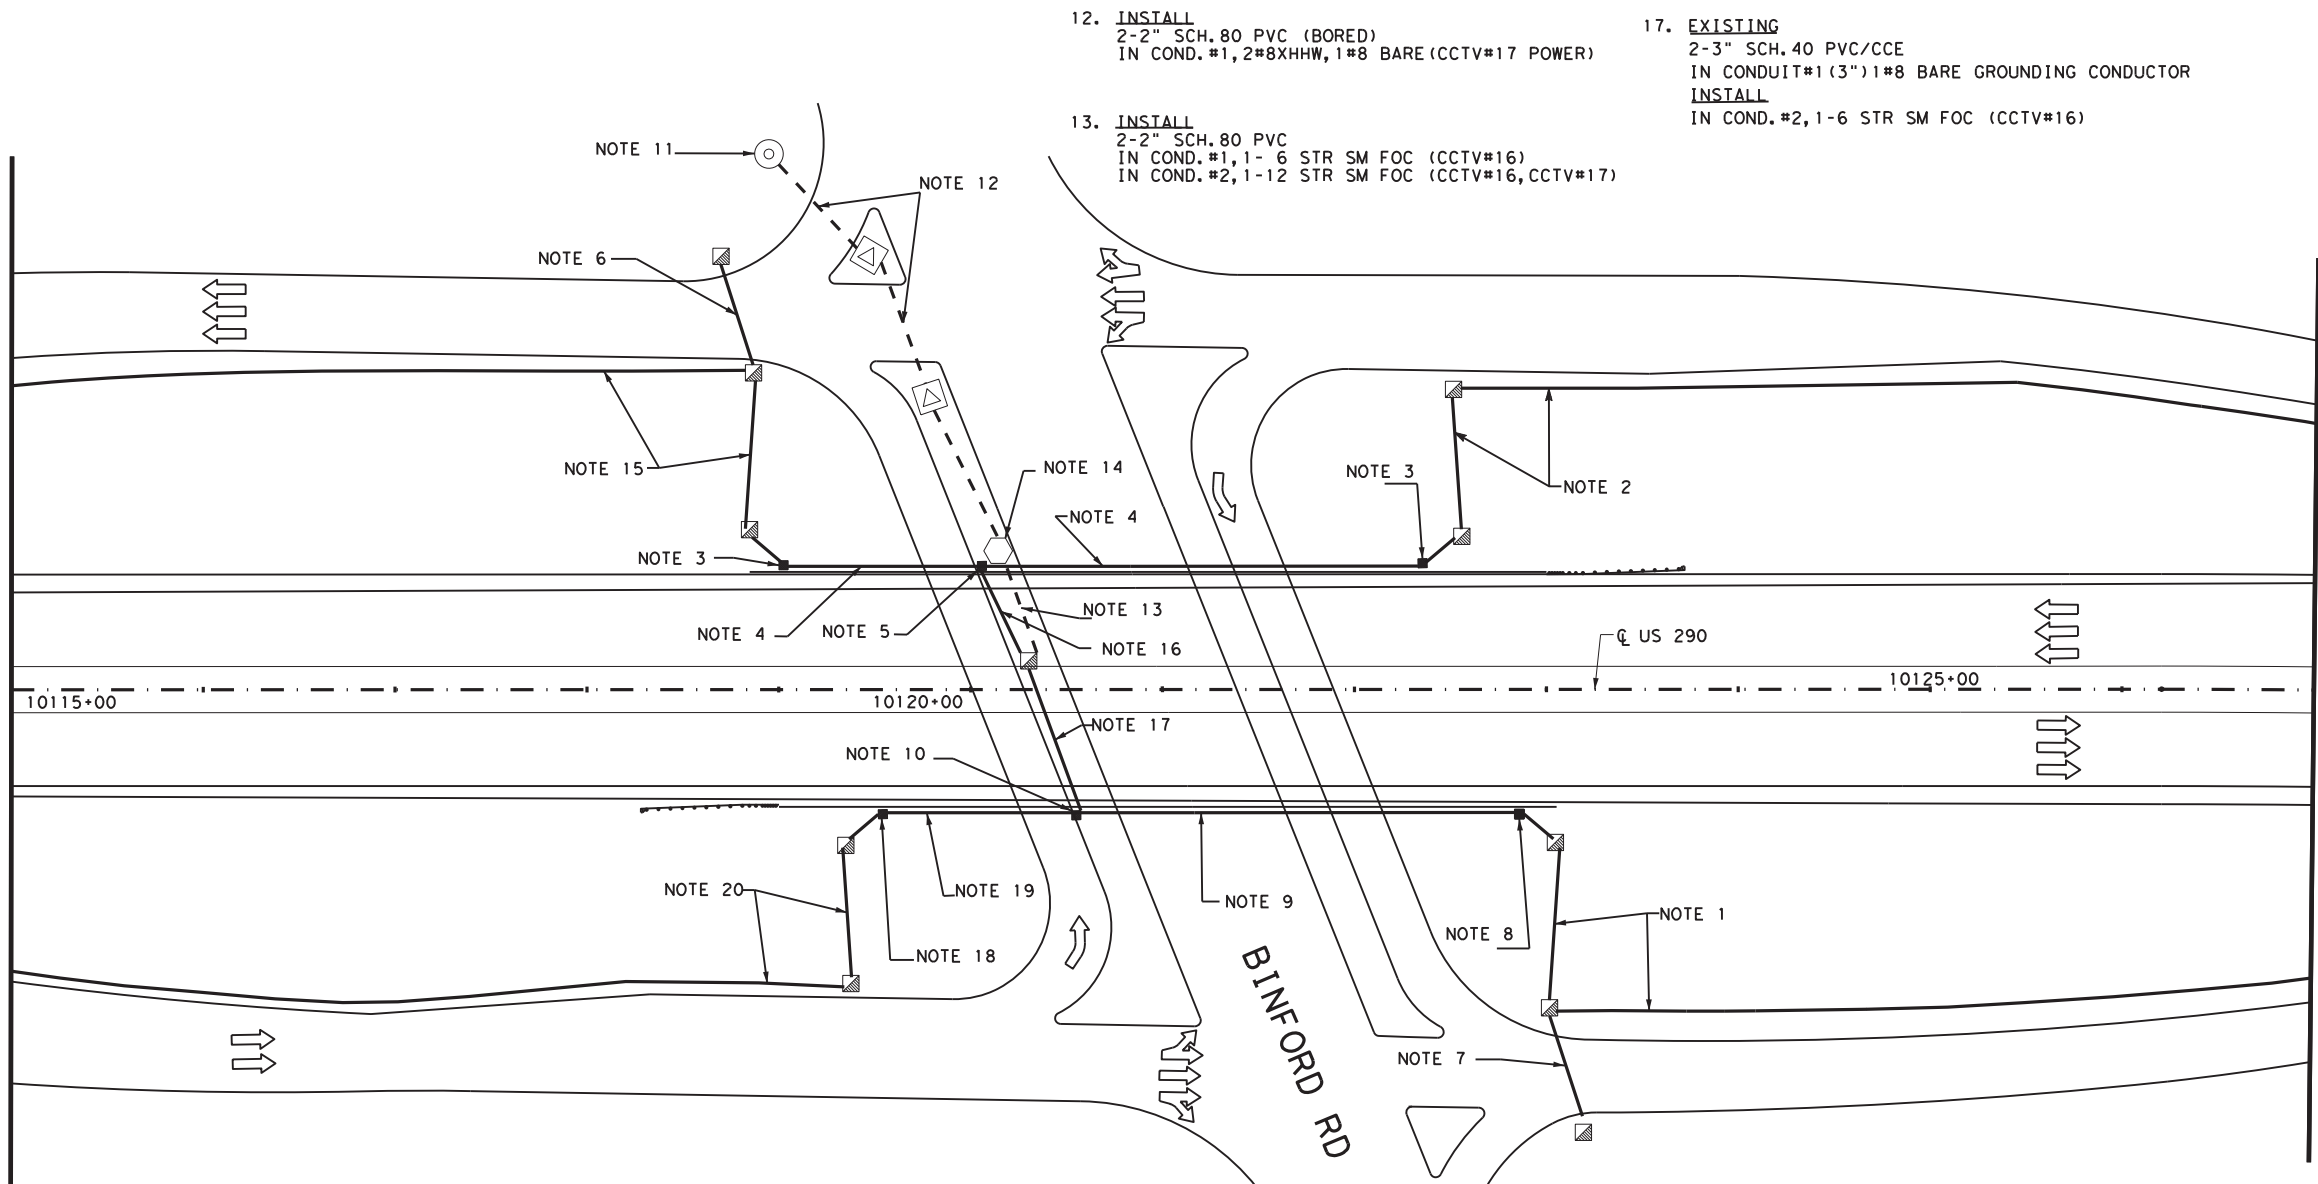 12. INSTALL
2-2" SCH.80 PVC (BORED)
IN COND.#1,2#8XHHW,1#8 BARE(CCTV#17 POWER)
13. INSTALL
2-2" SCH.80 PVC
IN COND.#1,1- 6 STR SM FOC (CCTV#16)
IN COND.#2,1-12 STR SM FOC (CCTV#16,CCTV#17)
17. EXISTING
2-3" SCH.40 PVC/CCE
IN CONDUIT#1(3")1#8 BARE GROUNDING CONDUCTOR
INSTALL
IN COND.#2,1-6 STR SM FOC (CCTV#16)
NOTE 11
NOTE 12
NOTE 6
NOTE 15
NOTE 14
NOTE 3
NOTE 2
NOTE 4
NOTE 3
NOTE 13
NOTE 4
NOTE 5
NOTE 16
℄ US 290
10115+00
10120+00
10125+00
NOTE 17
NOTE 10
NOTE 20
NOTE 19
NOTE 9
NOTE 1
NOTE 8
NOTE 18
BINFORD RD
NOTE 7